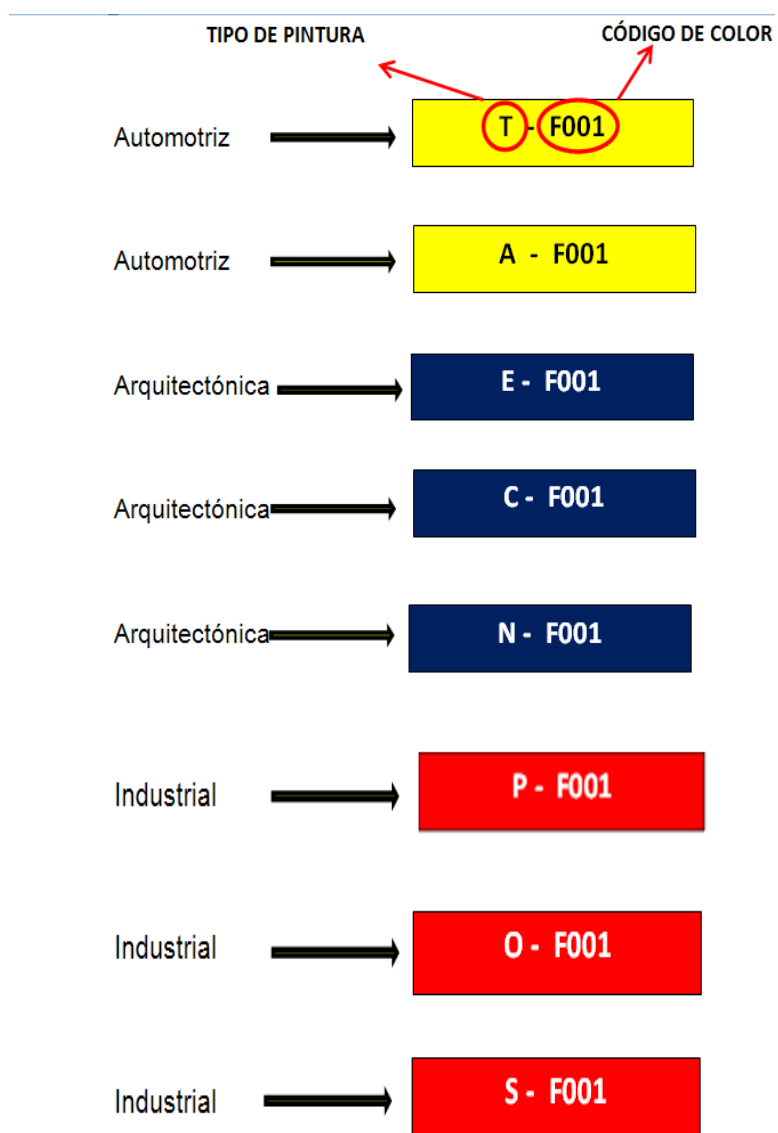 TIPO DE PINTURA
CÓDIGO DE COLOR
Automotriz
T - F001
Automotriz
A - F001
Arquitectónica
E - F001
Arquitectónica
C - F001
Arquitectónica
N - F001
Industrial
P - F001
Industrial
O - F001
Industrial
S - F001